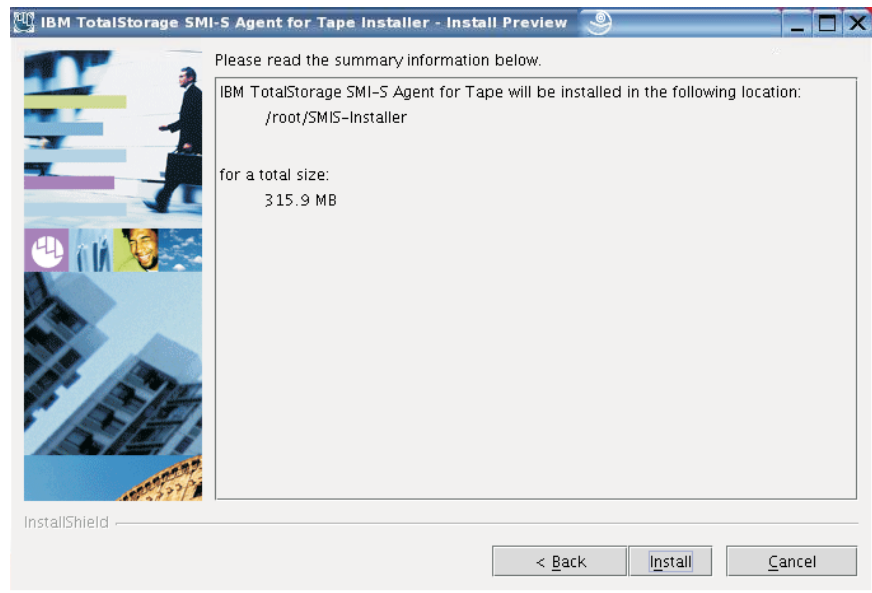 IBM TotalStorage SMI-S Agent for Tape Installer - Install Preview
Please read the summary information below.
IBM TotalStorage SMI-S Agent for Tape will be installed in the following location:
/root/SMIS-Installer
for a total size:
315.9 MB
InstallShield
< Back
Install
Cancel